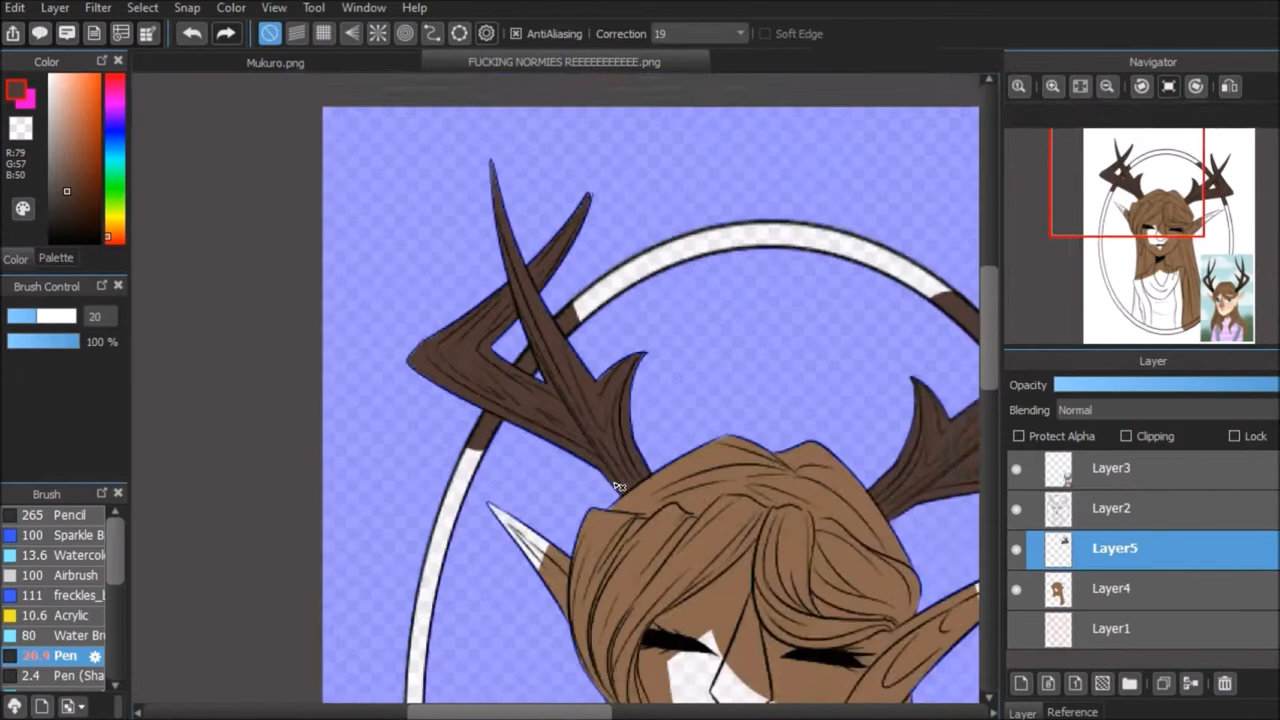 Edit Layer Filter Select Snap Color View Tool Window Help
AntiAliasing Correction 19 Soft Edge
Color
Mukuro.png
FUCKING NORMIES REEEEEEEEEEE.png
Navigator
R:79
G:57
B:50
Color Palette
Brush Control
20
100 %
Layer
Opacity
Blending Normal
Protect Alpha Clipping Lock
Layer3
Layer2
Layer5
Layer4
Layer1
Brush
265 Pencil
100 Sparkle B
13.6 Watercolo
100 Airbrush
111 freckles_b
10.6 Acrylic
80 Water Bru
20.9 Pen
2.4 Pen (Sha
Layer Reference